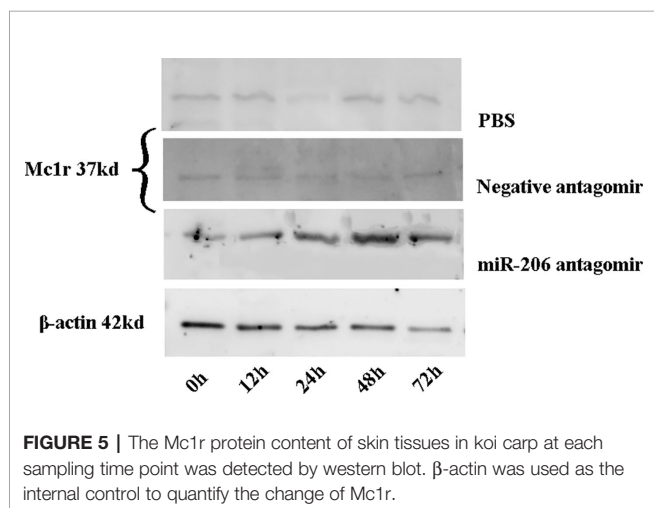 PBS
Mc1r 37kd
Negative antagomir
miR-206 antagomir
β-actin 42kd
0h 12h 24h 48h 72h
FIGURE 5 | The Mc1r protein content of skin tissues in koi carp at each
sampling time point was detected by western blot. β-actin was used as the
internal control to quantify the change of Mc1r.